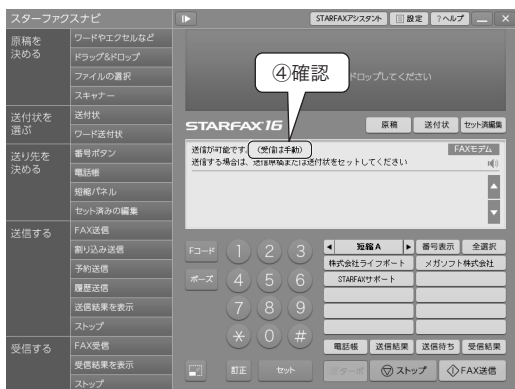 スターファクスナビ
STARFAXアシスタント
設定
?ヘルプ
原稿を
決める
ワードやエクセルなど
ドラッグ&ドロップ
ファイルの選択
スキャナー
送付状を
選ぶ
送付状
ワード送付状
送り先を
決める
番号ボタン
電話帳
短縮パネル
セット済みの編集
送信する
FAX送信
割り込み送信
予約送信
履歴送信
送信結果を表示
ストップ
受信する
FAX受信
受信結果を表示
ストップ
④確認
ドロップしてください
STARFAX16
原稿
送付状
セット済編集
送信が可能です。(受信は手動)
FAXモデム
送信する場合は、送信原稿または送付状をセットしてください
Fコード
1
2
3
ポーズ
4
5
6
7
8
9
*
0
#
訂正
セット
短縮A
番号表示
全選択
株式会社ライフボート
メガソフト株式会社
STARFAXサポート
電話帳
送信結果
送信待ち
受信結果
ストップ
FAX送信